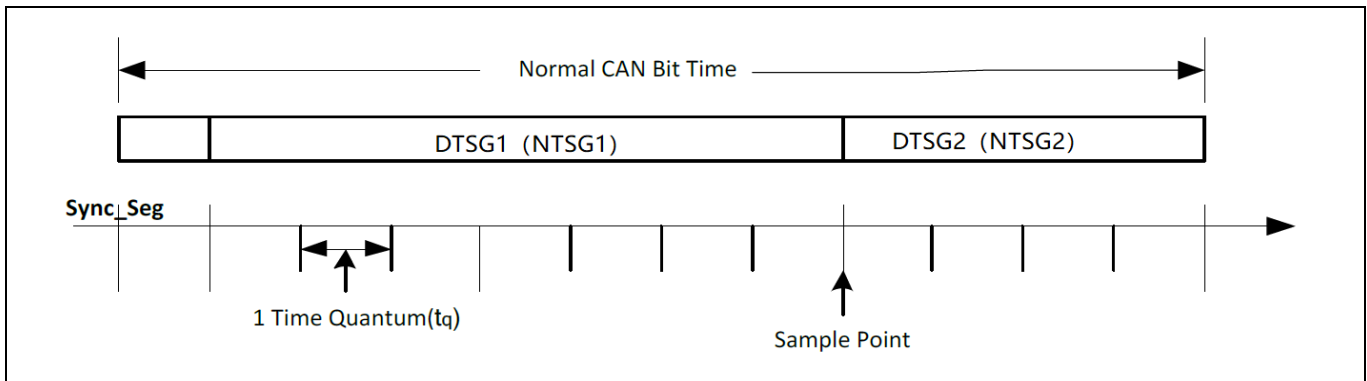 Normal CAN Bit Time
DTSG1（NTSG1）
DTSG2（NTSG2）
Sync_Seg
1 Time Quantum(tq)
Sample Point